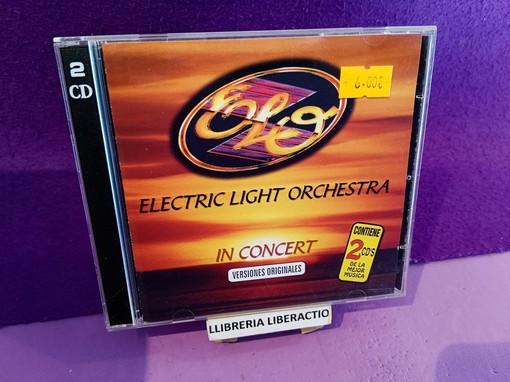 2
CD
elo
6.00€
ELECTRIC LIGHT ORCHESTRA
IN CONCERT
VERSIONES ORIGINALES
CONTIENE
2 CD'S
DE LA
MEJOR
MÚSICA
LLIBRERIA LIBERACTIO